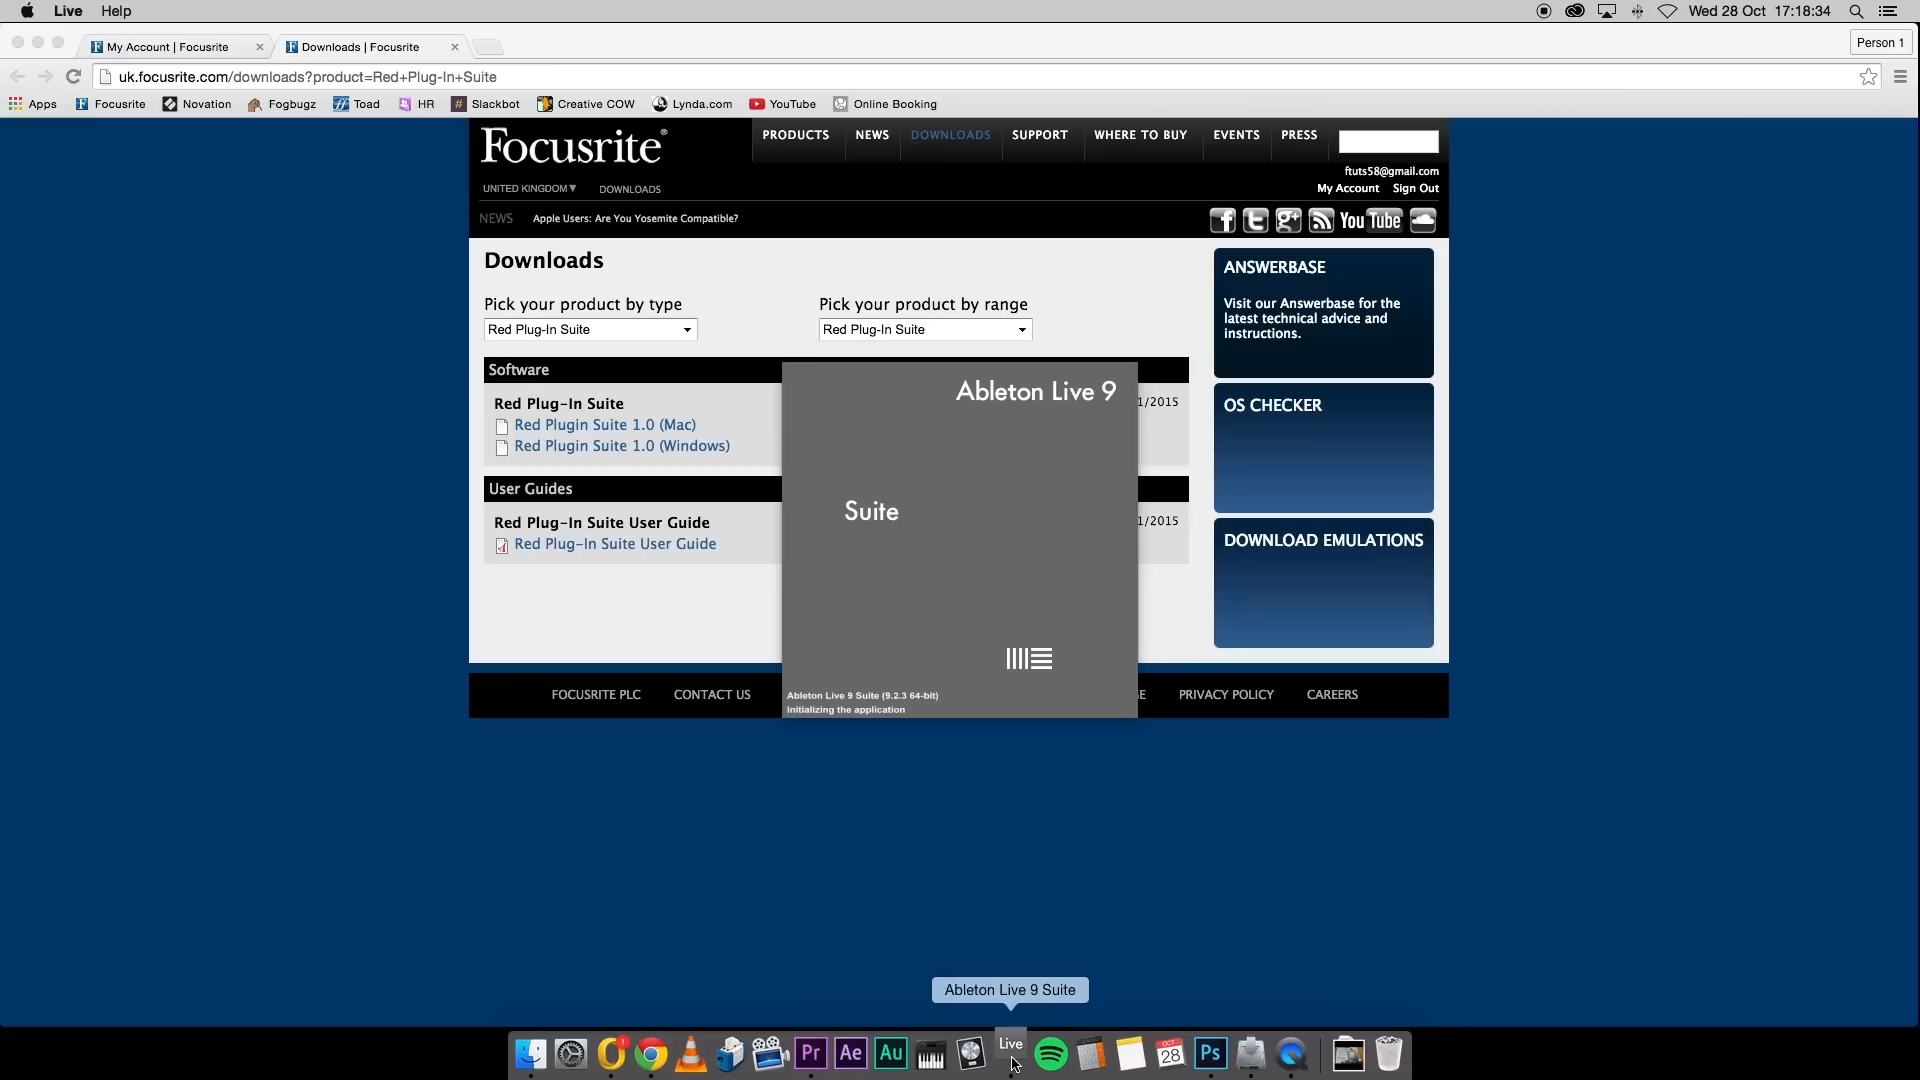 Live Help Wed 28 Oct 17:18:34
My Account | Focusrite Downloads | Focusrite Person 1
uk.focusrite.com/downloads?product=Red+Plug-In+Suite
Apps Focusrite Novation Fogbugz Toad HR Slackbot Creative COW Lynda.com YouTube Online Booking
Focusrite®
PRODUCTS NEWS DOWNLOADS SUPPORT WHERE TO BUY EVENTS PRESS
ftuts58@gmail.com
UNITED KINGDOM▼ DOWNLOADS My Account Sign Out
NEWS Apple Users: Are You Yosemite Compatible? You Tube
Downloads
Pick your product by type Pick your product by range
Red Plug-In Suite Red Plug-In Suite
Software
Red Plug-In Suite 1/2015
Red Plugin Suite 1.0 (Mac)
Red Plugin Suite 1.0 (Windows)
User Guides
Red Plug-In Suite User Guide 1/2015
Red Plug-In Suite User Guide
ANSWERBASE
Visit our Answerbase for the
latest technical advice and
instructions.
OS CHECKER
DOWNLOAD EMULATIONS
Ableton Live 9
Suite
Ableton Live 9 Suite (9.2.3 64-bit)
Initializing the application
FOCUSRITE PLC CONTACT US PRIVACY POLICY CAREERS
Ableton Live 9 Suite
1 Pr Ae Au Live OCT 28 Ps